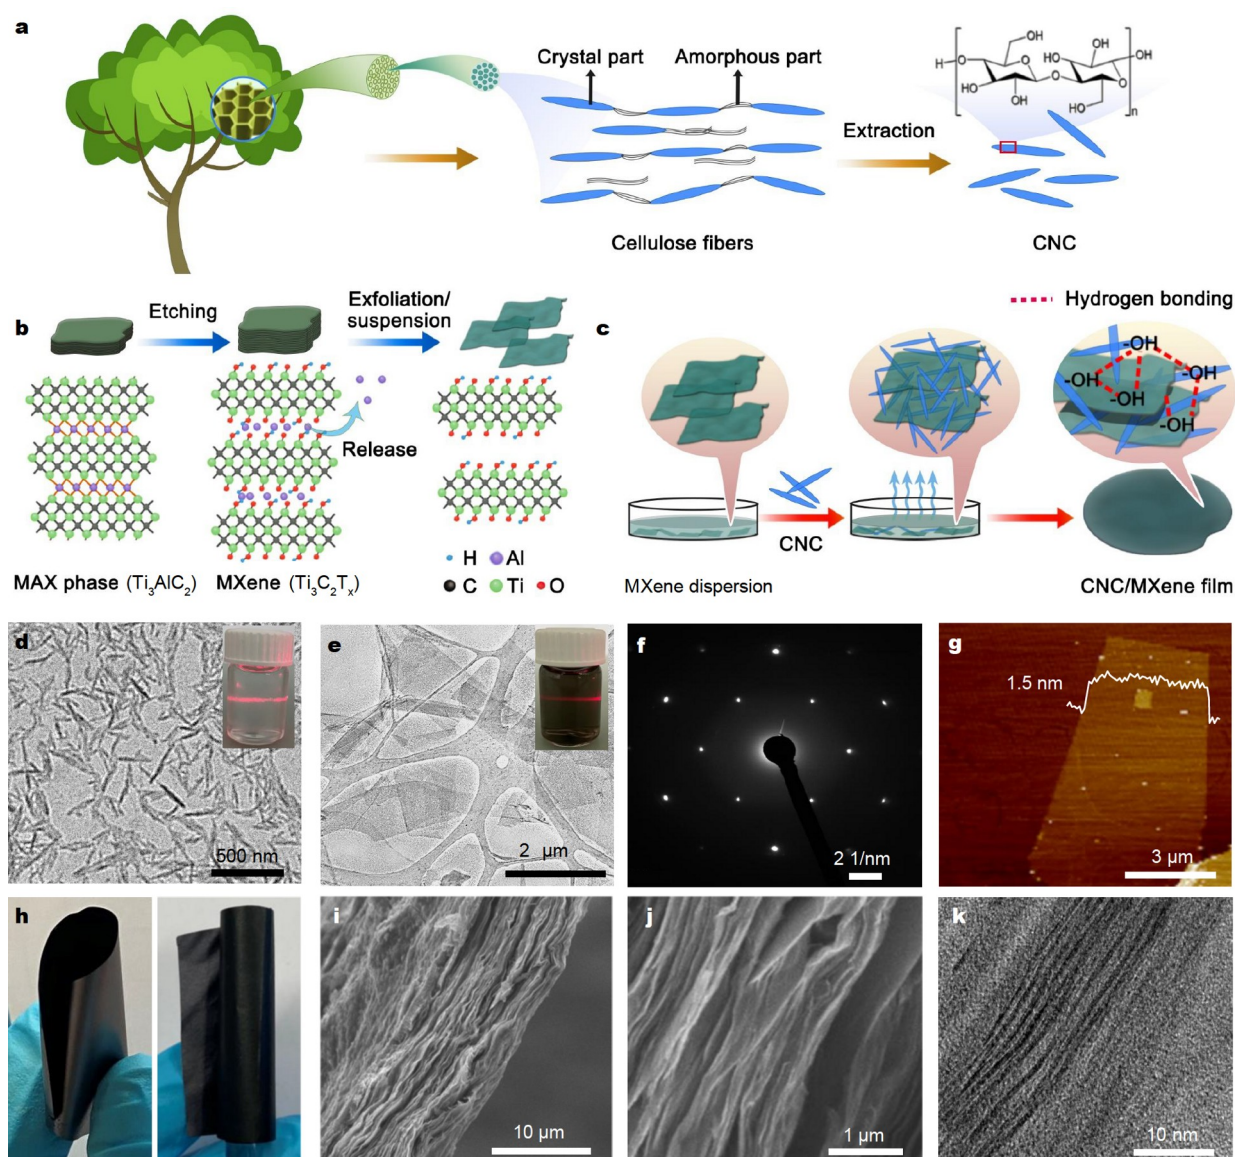 a
Crystal part
Amorphous part
Extraction
Cellulose fibers
CNC
H
O
OH
HO
OH
O
OH
OH
O
OH
HO
n
b
Etching
Exfoliation/
suspension
Release
H Al
C Ti O
MAX phase (Ti₃AlC₂)
MXene (Ti₃C₂Tₓ)
c
Hydrogen bonding
-OH
-OH
-OH
-OH
-OH
CNC
MXene dispersion
CNC/MXene film
d
500 nm
e
2 μm
f
2 1/nm
g
1.5 nm
3 μm
h
i
10 μm
j
1 μm
k
10 nm